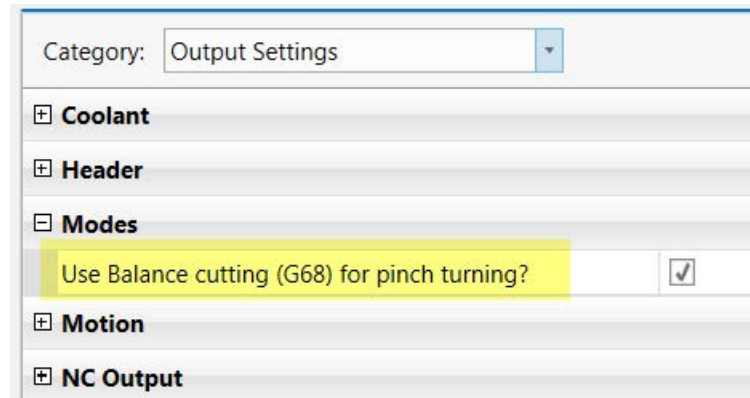 Category: Output Settings
Coolant
Header
Modes
Use Balance cutting (G68) for pinch turning?
Motion
NC Output